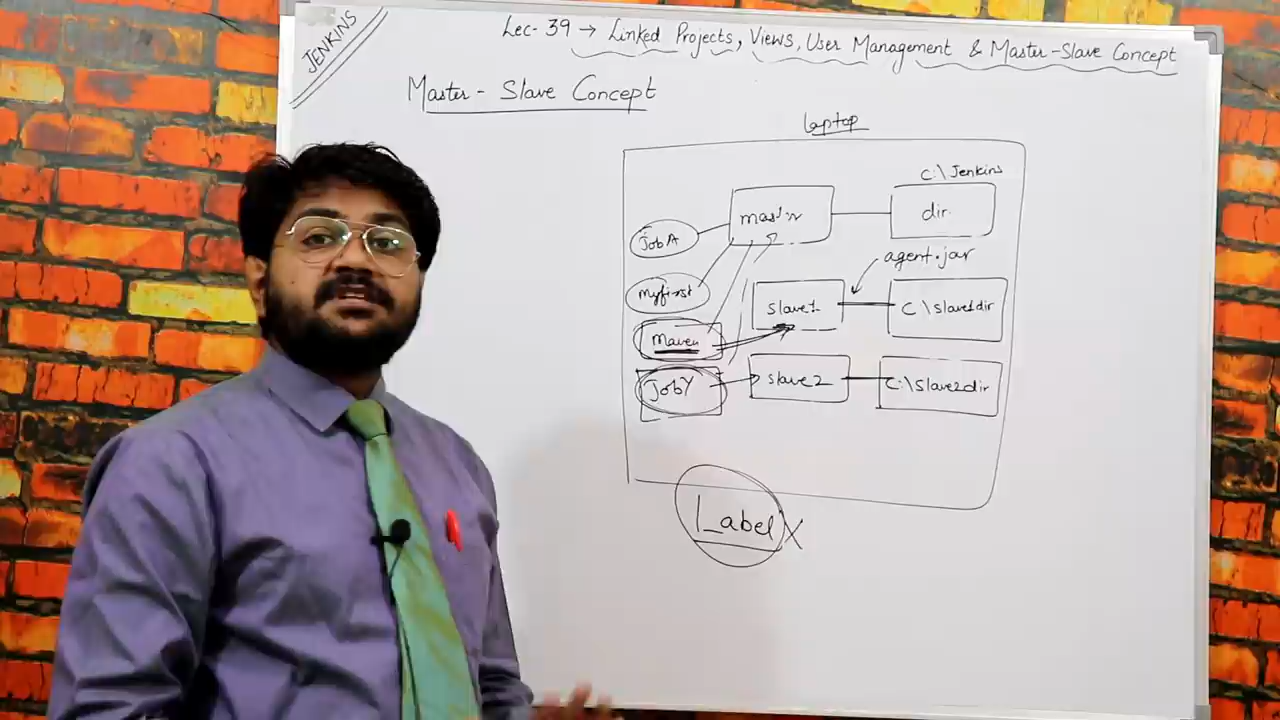 JENKINS
Lec-39 → Linked Projects, Views, User Management & Master-Slave Concept
Master - Slave Concept
laptop
C:\Jenkins
master
dir.
JobA
agent.jar
Myfirst
Slave1
C:\slave1dir
Maven
JobY
Slave2
C:\Slave2dir
Label X